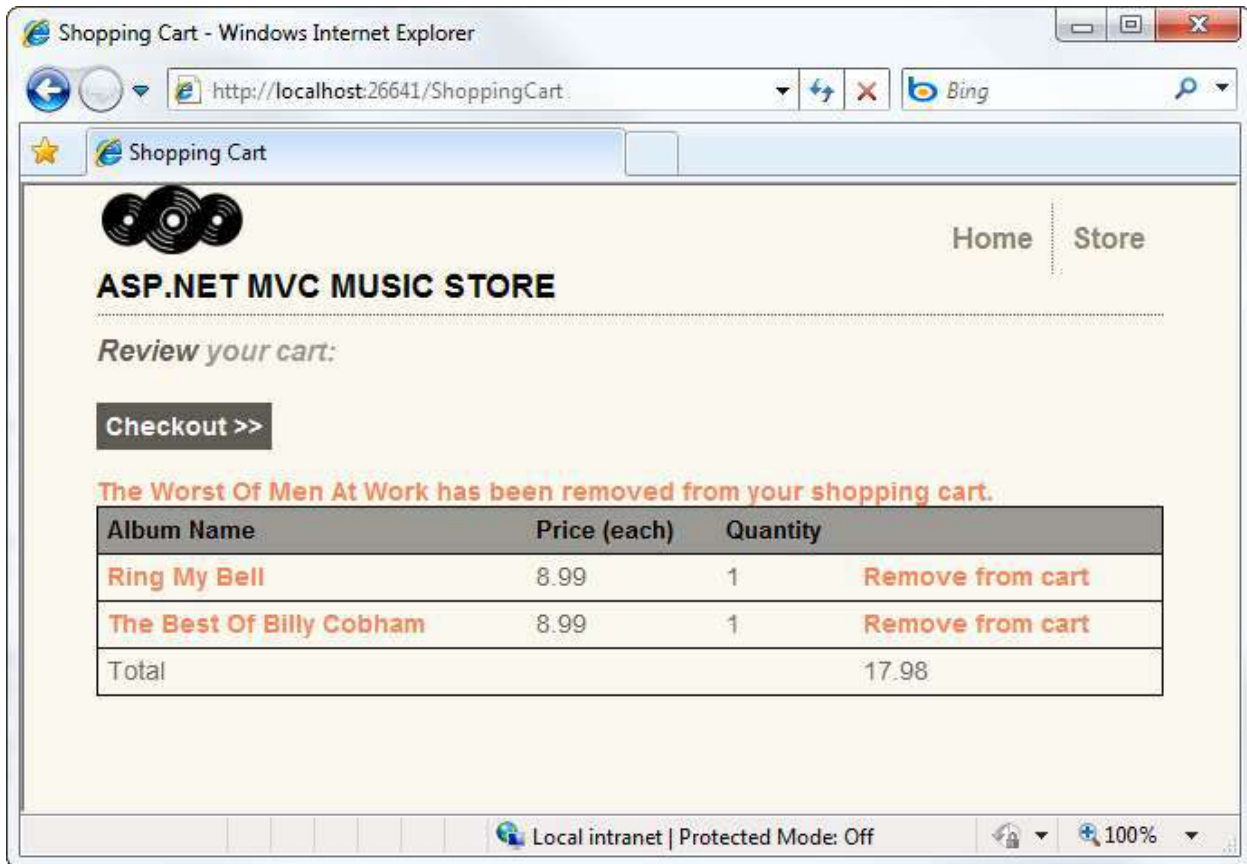 Shopping Cart - Windows Internet Explorer
http://localhost:26641/ShoppingCart
Bing
Shopping Cart
Home
Store
ASP.NET MVC MUSIC STORE
Review your cart:
Checkout >>
The Worst Of Men At Work has been removed from your shopping cart.
Album Name Price (each) Quantity
Ring My Bell 8.99 1 Remove from cart
The Best Of Billy Cobham 8.99 1 Remove from cart
Total 17.98
Local intranet | Protected Mode: Off 100%